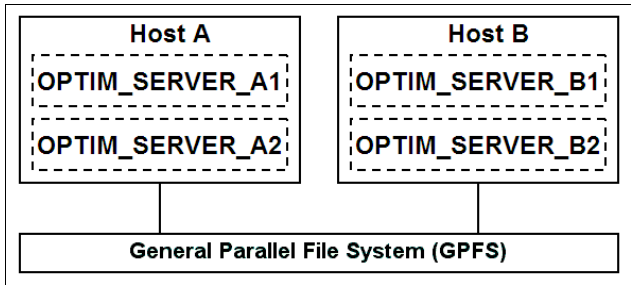 Host A
OPTIM_SERVER_A1
OPTIM_SERVER_A2
Host B
OPTIM_SERVER_B1
OPTIM_SERVER_B2
General Parallel File System (GPFS)